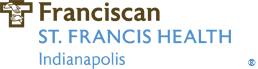 Franciscan
ST. FRANCIS HEALTH
Indianapolis ®